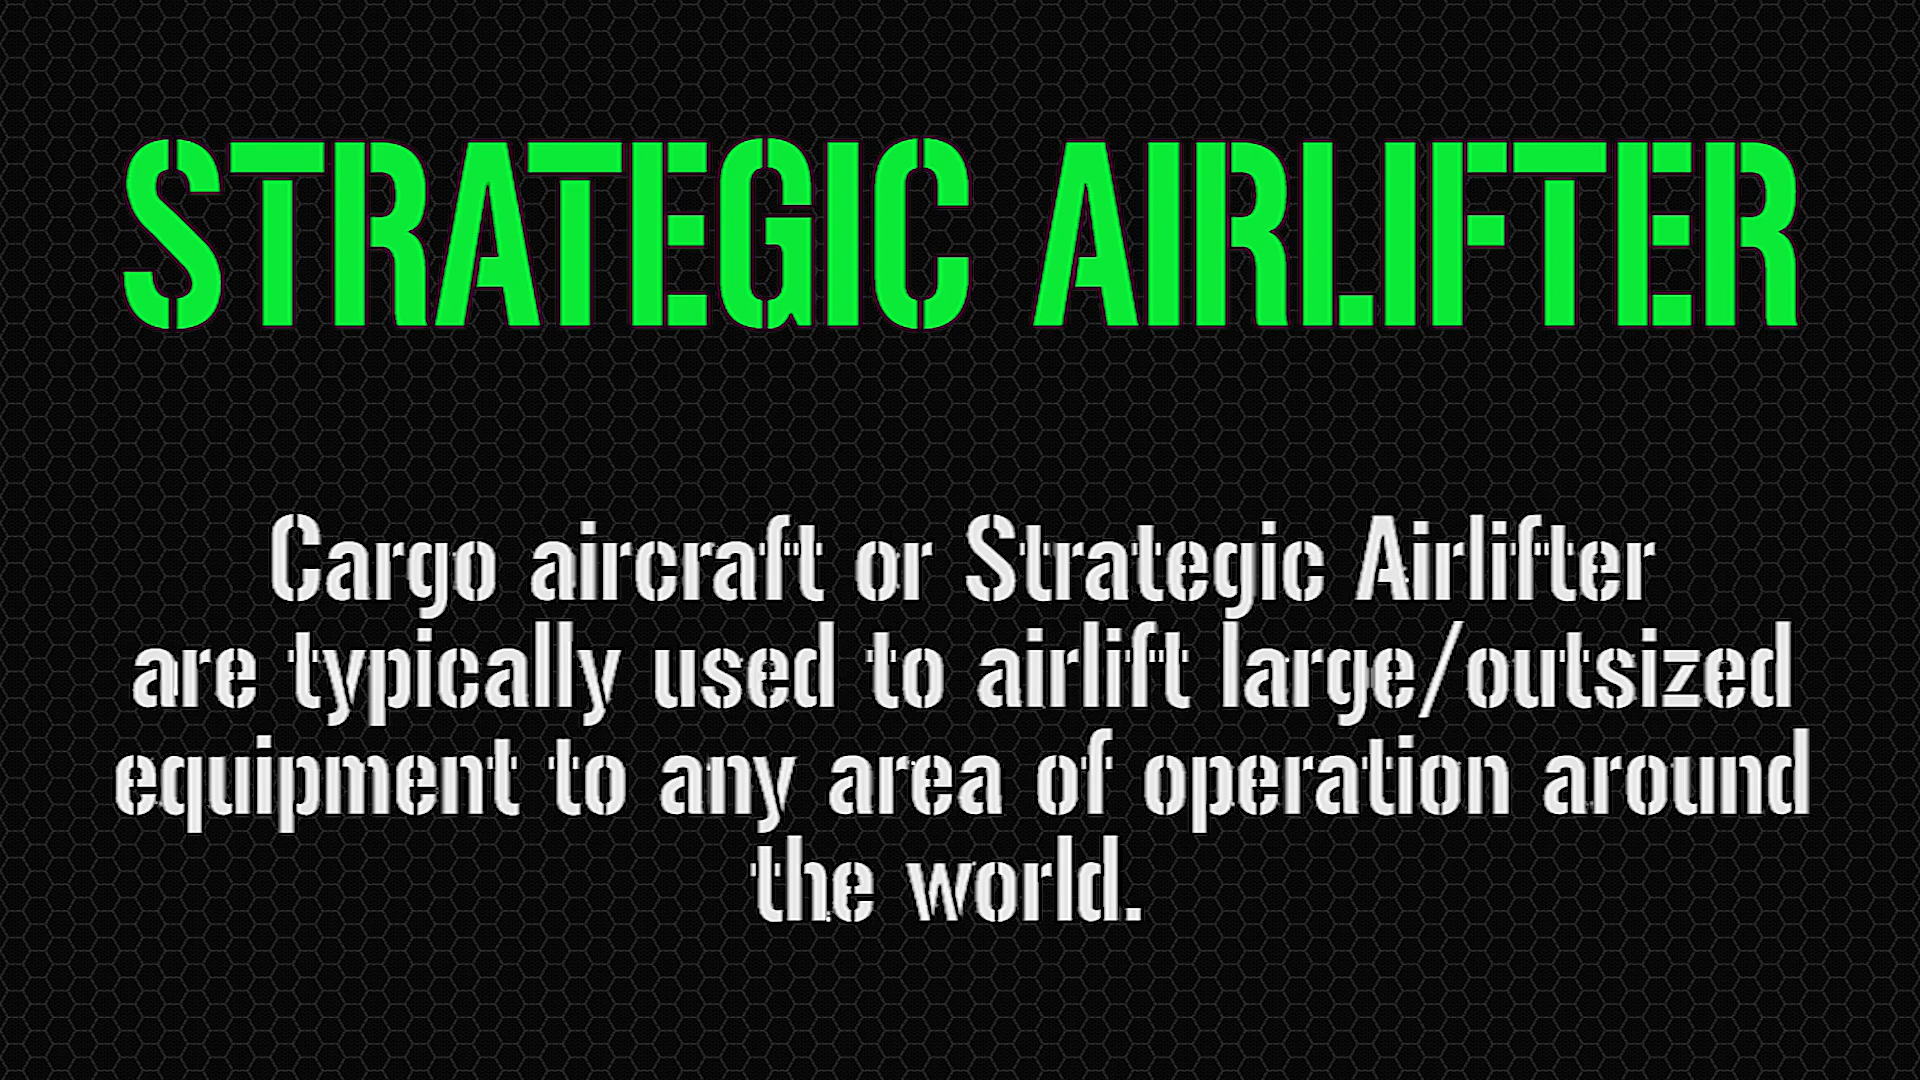 STRATEGIC AIRLIFTER
Cargo aircraft or Strategic Airlifter
are typically used to airlift large/outsized
equipment to any area of operation around
the world.